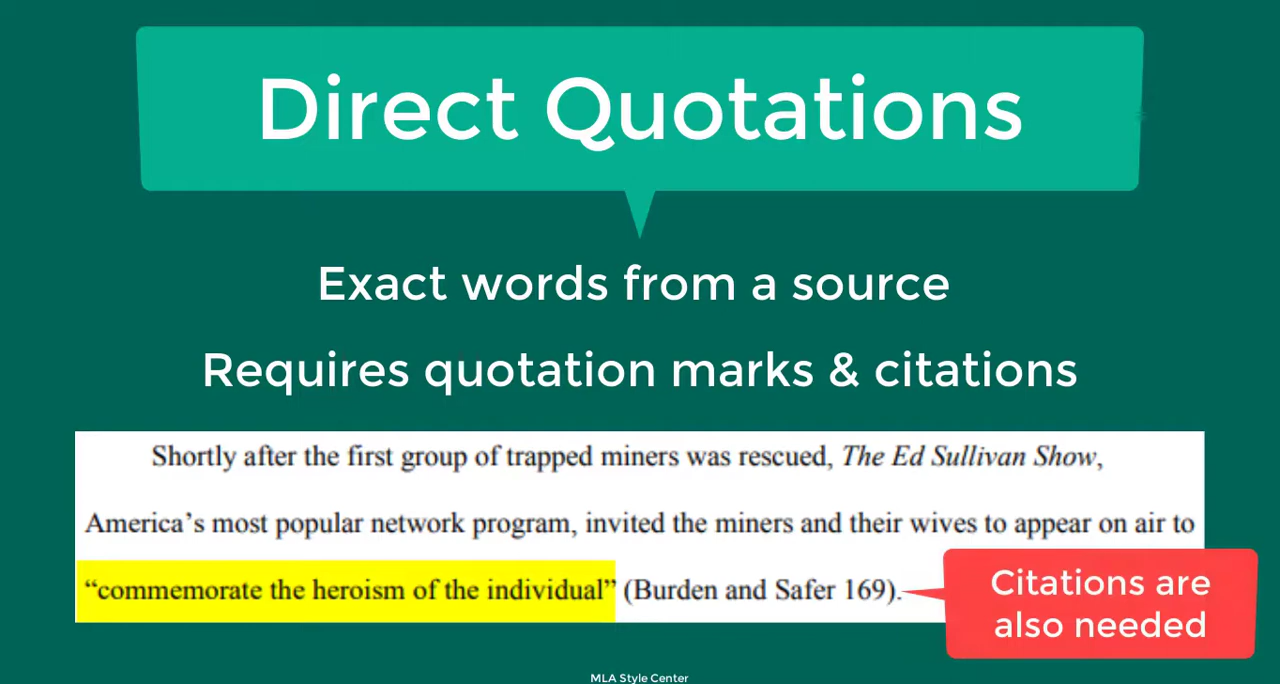 Direct Quotations
Exact words from a source
Requires quotation marks & citations
Shortly after the first group of trapped miners was rescued, The Ed Sullivan Show,
America’s most popular network program, invited the miners and their wives to appear on air to
“commemorate the heroism of the individual” (Burden and Safer 169).
Citations are
also needed
MLA Style Center